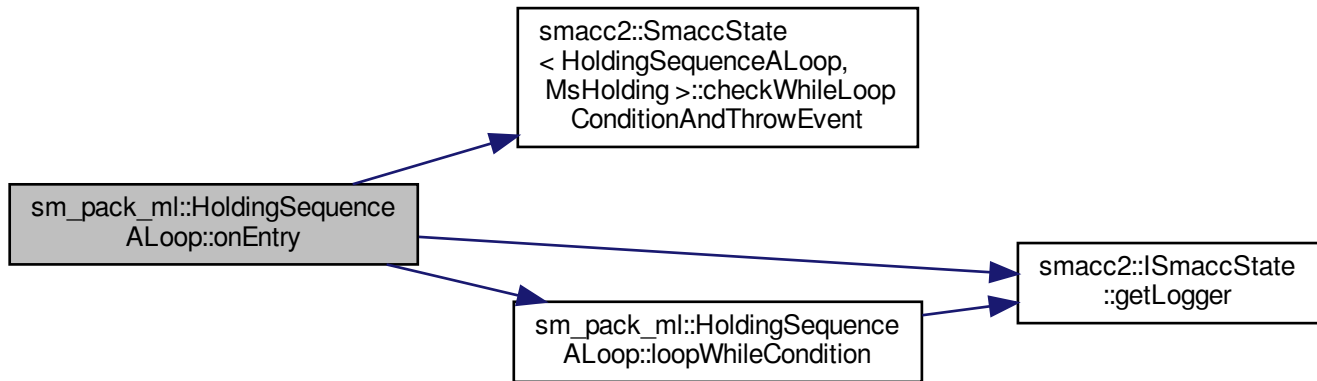 smacc2::SmaccState
< HoldingSequenceALoop,
MsHolding >::checkWhileLoop
ConditionAndThrowEvent
sm_pack_ml::HoldingSequence
ALoop::onEntry
smacc2::ISmaccState
::getLogger
sm_pack_ml::HoldingSequence
ALoop::loopWhileCondition